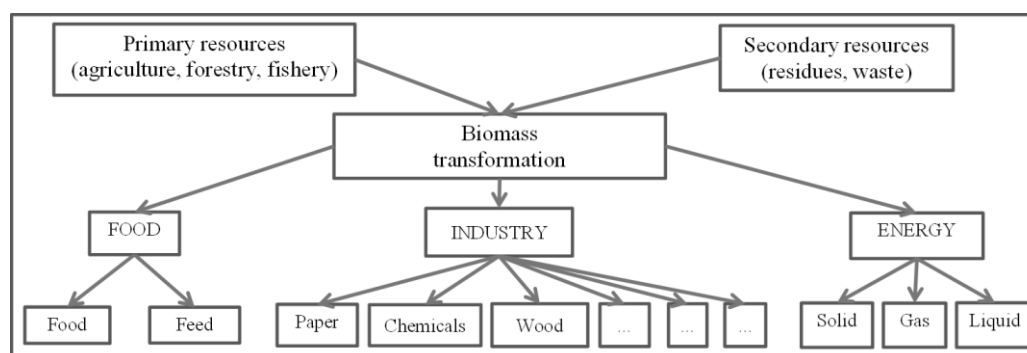 Primary resources
(agriculture, forestry, fishery)
Secondary resources
(residues, waste)
Biomass
transformation
FOOD
INDUSTRY
ENERGY
Food
Feed
Paper
Chemicals
Wood
...
...
...
Solid
Gas
Liquid